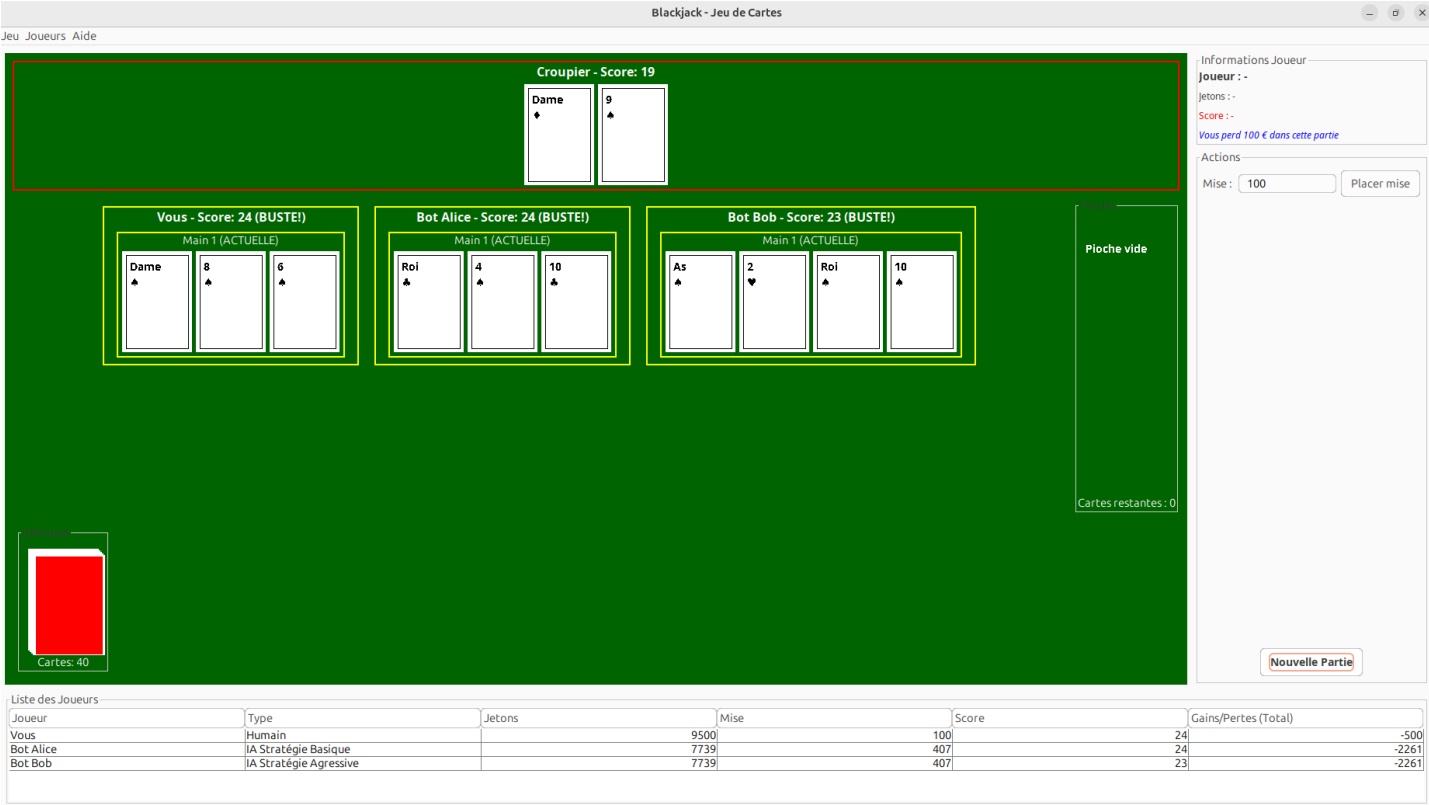 Blackjack - Jeu de Cartes
Jeu Joueurs Aide
Croupier - Score: 19
Dame ♦ 9 ♠
Vous - Score: 24 (BUSTE!)
Main 1 (ACTUELLE)
Dame ♠ 8 ♠ 6 ♠
Bot Alice - Score: 24 (BUSTE!)
Main 1 (ACTUELLE)
Roi ♣ 4 ♠ 10 ♣
Bot Bob - Score: 23 (BUSTE!)
Main 1 (ACTUELLE)
As ♠ 2 ♥ Roi ♠ 10 ♠
Pioche vide
Cartes restantes : 0
Cartes: 40
Informations Joueur
Joueur : -
Jetons : -
Score : -
Vous perd 100 € dans cette partie
Actions
Mise : 100 Placer mise
Nouvelle Partie
Liste des Joueurs
Joueur Type Jetons Mise Score Gains/Pertes (Total)
Vous Humain 9500 100 24 -500
Bot Alice IA Stratégie Basique 7739 407 24 -2261
Bot Bob IA Stratégie Agressive 7739 407 23 -2261